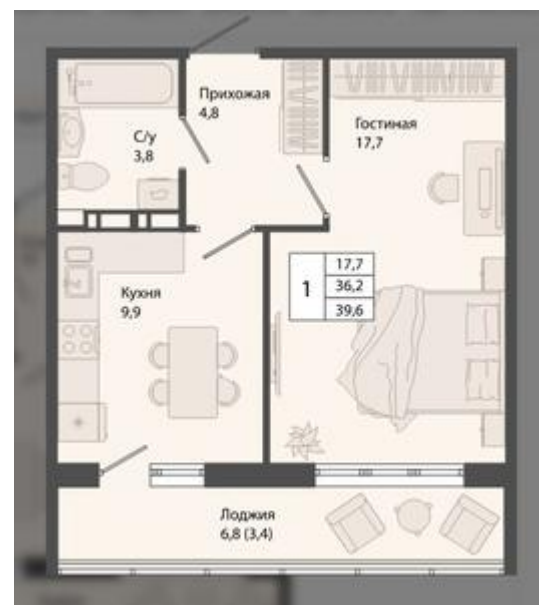 Прихожая
4,8
С/у
3,8
Гостиная
17,7
1
17,7
36,2
39,6
Кухня
9,9
Лоджия
6,8 (3,4)